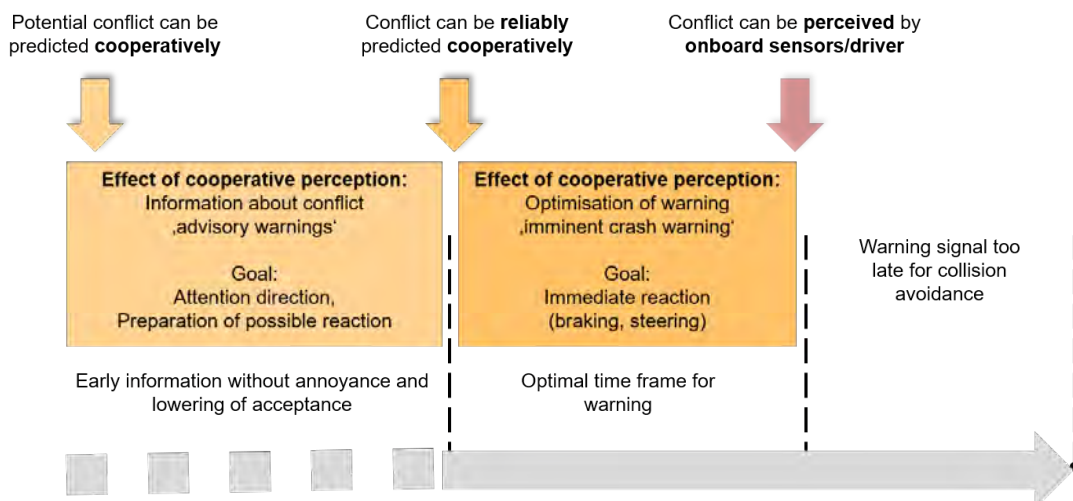 Potential conflict can be
predicted cooperatively
Conflict can be reliably
predicted cooperatively
Conflict can be perceived by
onboard sensors/driver
Effect of cooperative perception:
Information about conflict
‚advisory warnings‘
Goal:
Attention direction,
Preparation of possible reaction
Effect of cooperative perception:
Optimisation of warning
‚imminent crash warning‘
Goal:
Immediate reaction
(braking, steering)
Warning signal too
late for collision
avoidance
Early information without annoyance and
lowering of acceptance
Optimal time frame for
warning